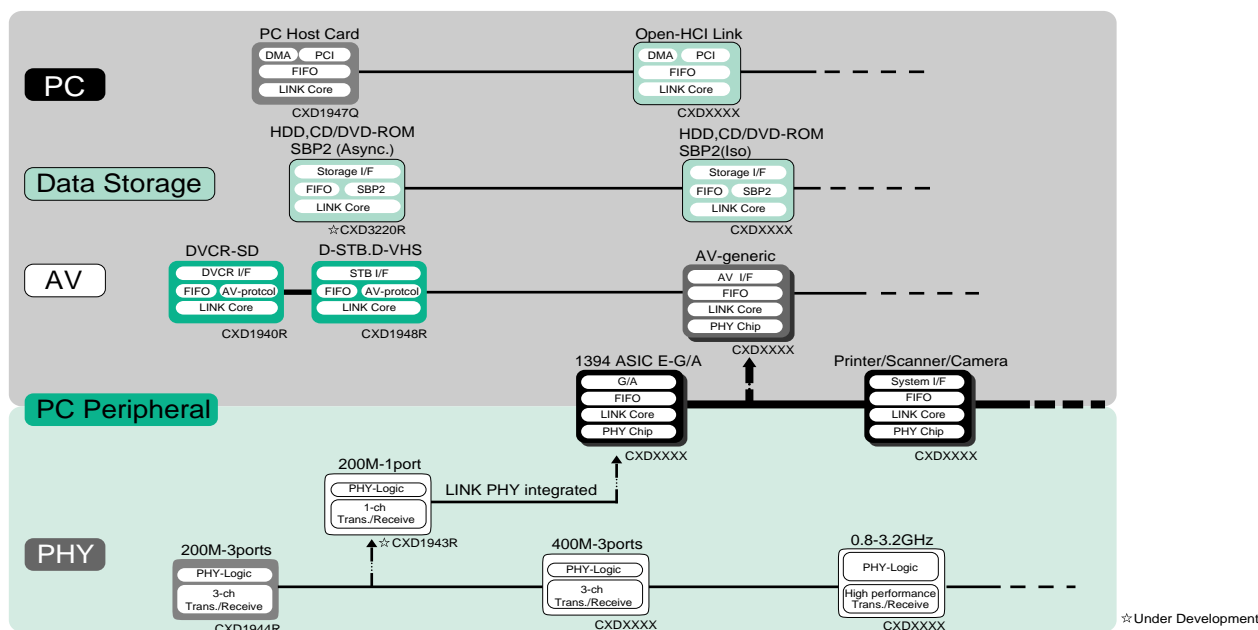 PC Host Card
DMA PCI
FIFO
LINK Core
CXD1947Q
Open-HCI Link
DMA PCI
FIFO
LINK Core
CXDXXXX
PC
HDD,CD/DVD-ROM
SBP2 (Async.)
Storage I/F
FIFO SBP2
LINK Core
☆CXD3220R
HDD,CD/DVD-ROM
SBP2(Iso)
Storage I/F
FIFO SBP2
LINK Core
CXDXXXX
Data Storage
DVCR-SD
DVCR I/F
FIFO AV-protcol
LINK Core
CXD1940R
D-STB.D-VHS
STB I/F
FIFO AV-protcol
LINK Core
CXD1948R
AV-generic
AV I/F
FIFO
LINK Core
PHY Chip
CXDXXXX
AV
1394 ASIC E-G/A
G/A
FIFO
LINK Core
PHY Chip
CXDXXXX
Printer/Scanner/Camera
System I/F
FIFO
LINK Core
PHY Chip
CXDXXXX
PC Peripheral
200M-1port
PHY-Logic
1-ch
Trans./Receive
☆CXD1943R
LINK PHY integrated
PHY
200M-3ports
PHY-Logic
3-ch
Trans./Receive
CXD1944R
400M-3ports
PHY-Logic
3-ch
Trans./Receive
CXDXXXX
0.8-3.2GHz
PHY-Logic
High performance
Trans./Receive
CXDXXXX
☆Under Development